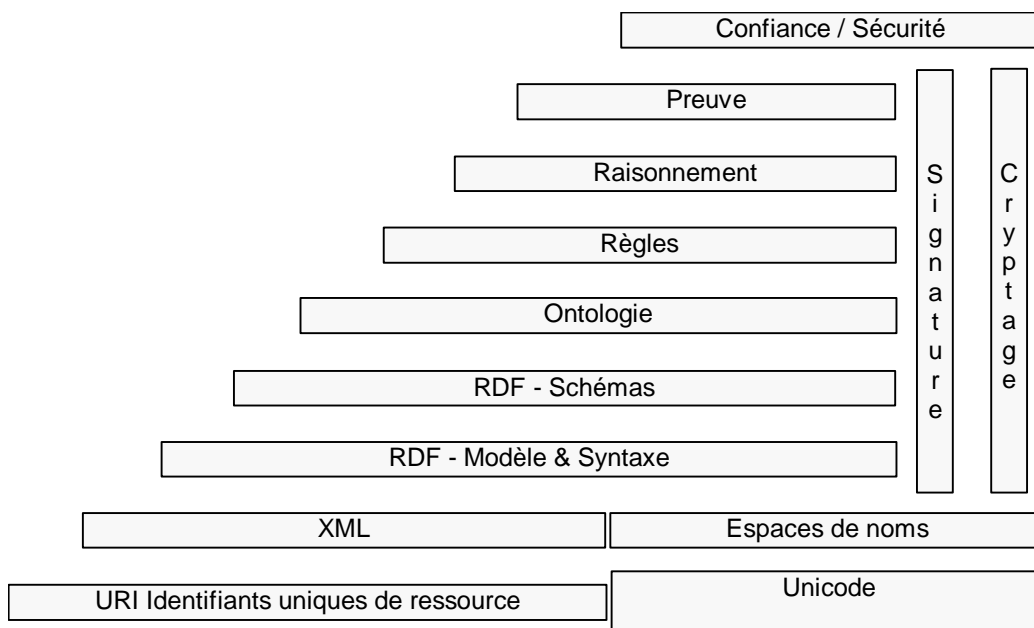 Confiance / Sécurité
Preuve
Raisonnement
Règles
Ontologie
RDF - Schémas
RDF - Modèle & Syntaxe
Signature
Cryptage
XML
Espaces de noms
URI Identifiants uniques de ressource
Unicode